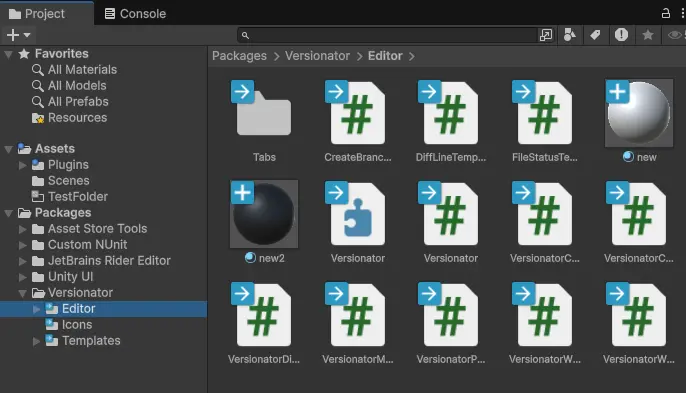 Project
Console
Packages > Versionator > Editor >
Favorites
All Materials
All Models
All Prefabs
Resources
Assets
Plugins
Scenes
TestFolder
Packages
Asset Store Tools
Custom NUnit
JetBrains Rider Editor
Unity UI
Versionator
Editor
Icons
Templates
Tabs
CreateBranc...
DiffLineTemp...
FileStatusTe...
new
new2
Versionator
Versionator
VersionatorC...
VersionatorC...
VersionatorDi...
VersionatorM...
VersionatorP...
VersionatorW...
VersionatorW...